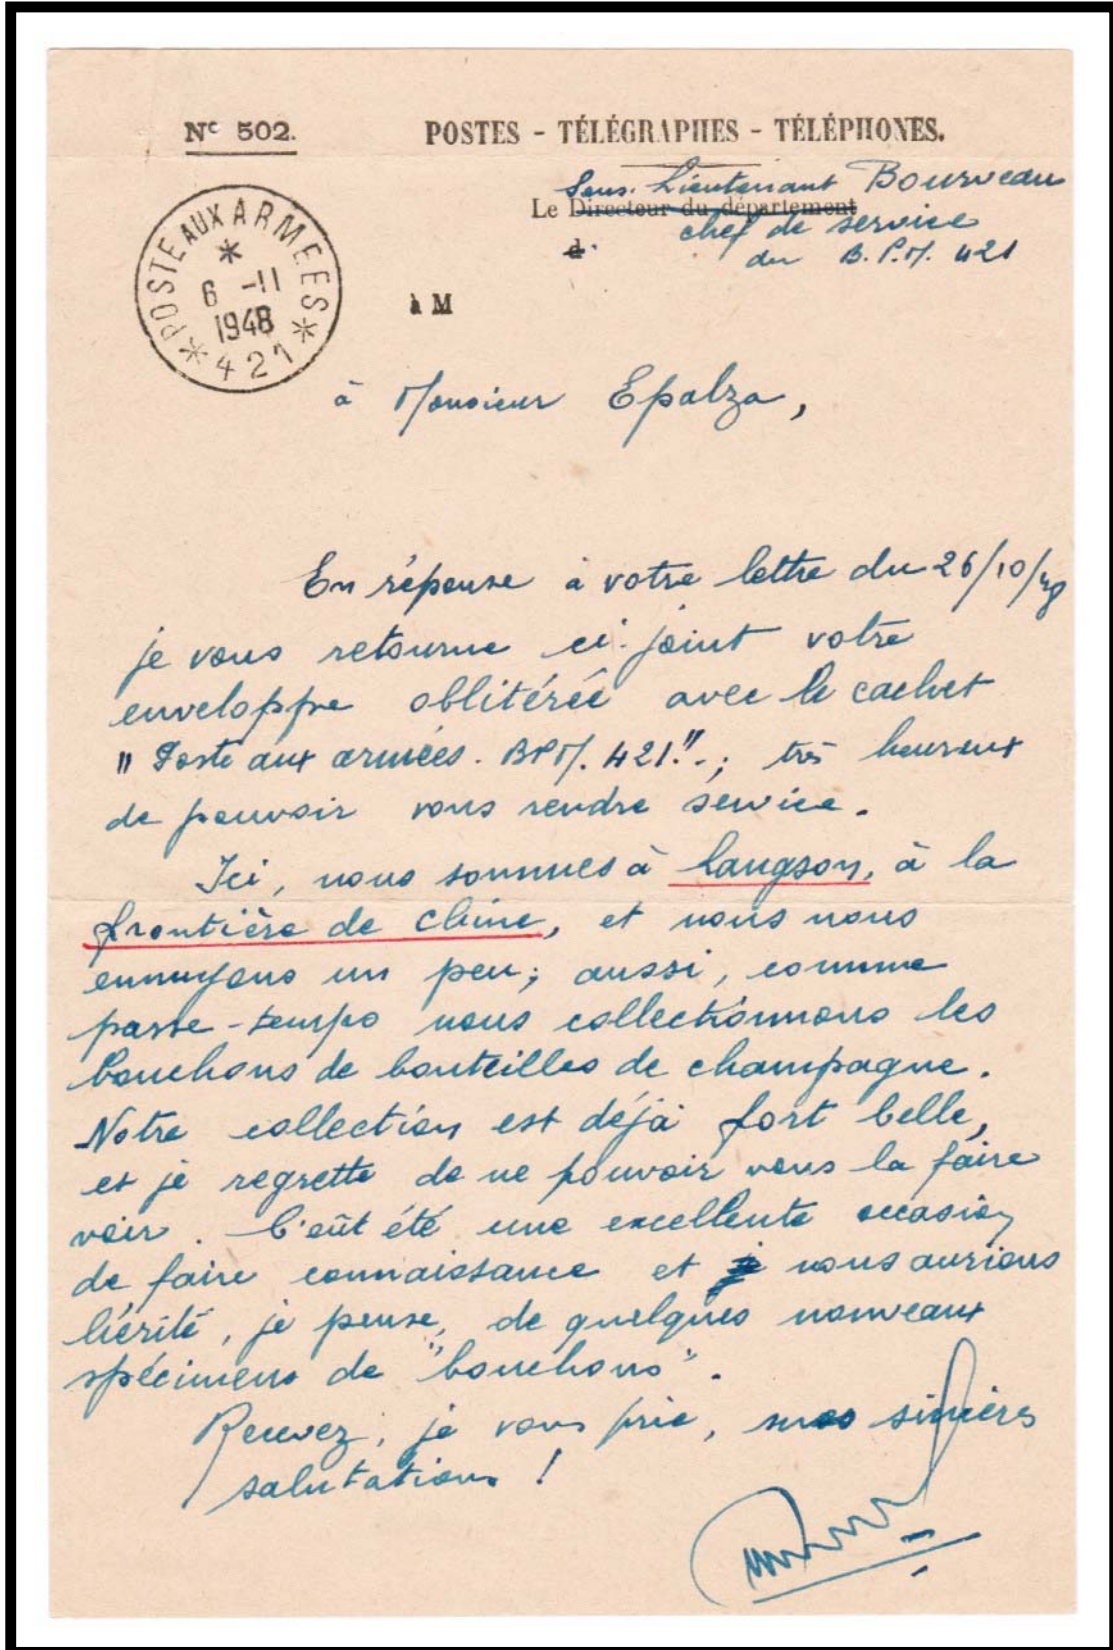 Nº 502.
POSTES - TÉLÉGRAPHES - TÉLÉPHONES.
Sous-Lieutenant Bourveau
Le Directeur du département
chef de service
d.
du B.P.M. 421
POSTE AUX ARMEES
6 -11
1948
421
à M
à Monsieur Epalza,
En réponse à votre lettre du 26/10/48
je vous retourne ci-joint votre
enveloppe oblitérée avec le cachet
"Poste aux armées. BPM. 421".; très heureux
de pouvoir vous rendre service.
Ici, nous sommes à Langson, à la
frontière de Chine, et nous nous
ennuyons un peu; aussi, comme
passe-temps nous collectionnons les
bouchons de bouteilles de champagne.
Notre collection est déjà fort belle,
et je regrette de ne pouvoir vous la faire
voir. C'eût été une excellente occasion
de faire connaissance et nous aurions
hérité, je pense, de quelques nouveaux
spécimens de "bouchons".
Recevez, je vous prie, mes sincères
salutations !